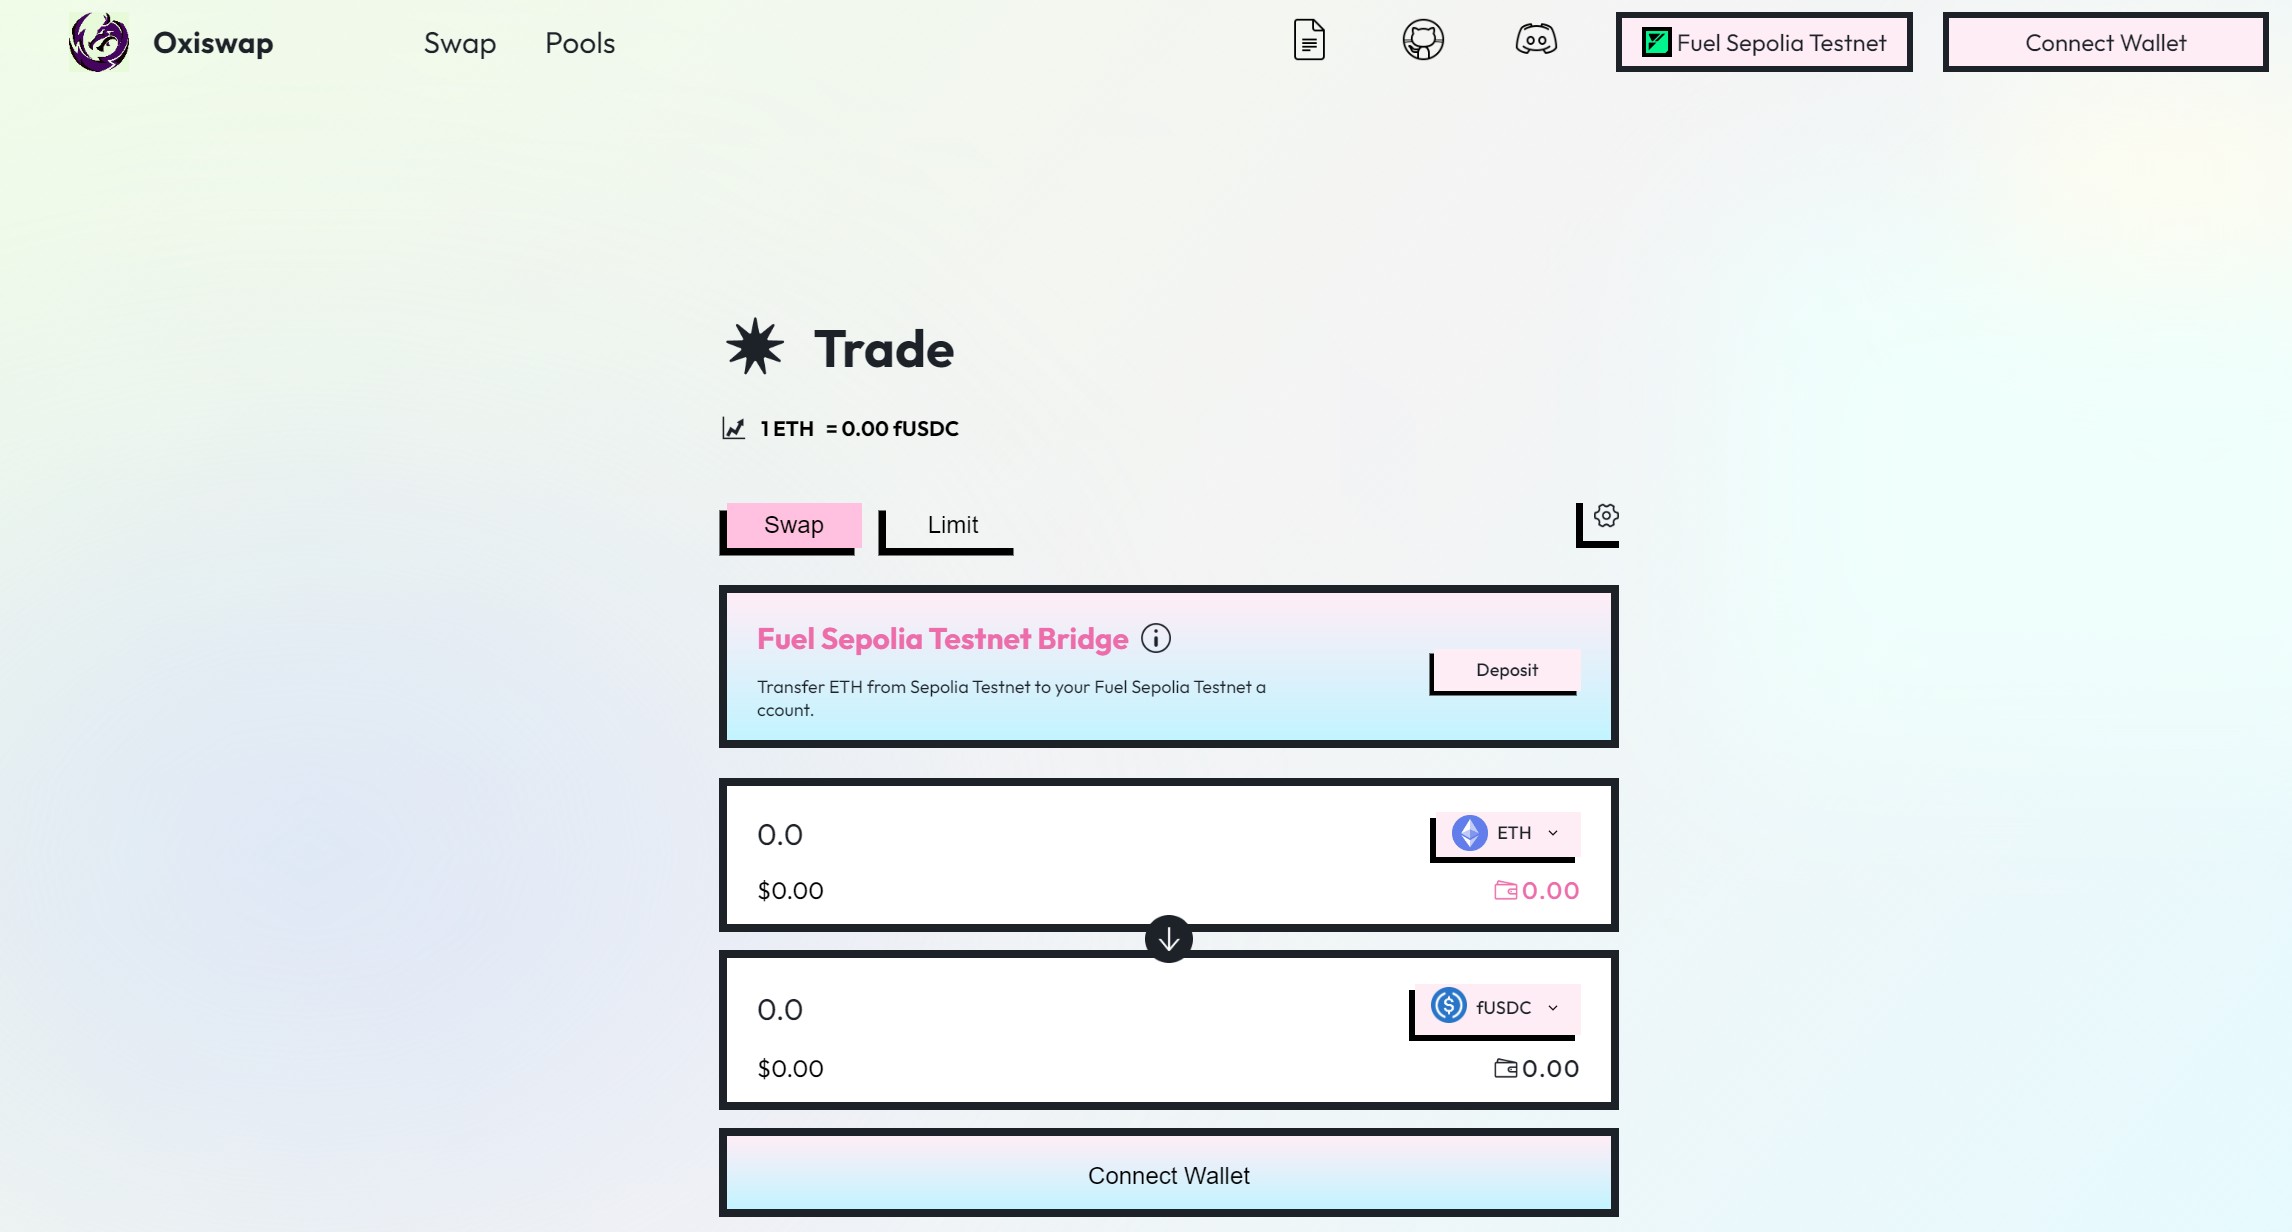 Oxiswap
Swap
Pools
Fuel Sepolia Testnet
Connect Wallet
Trade
1 ETH = 0.00 fUSDC
Swap
Limit
Fuel Sepolia Testnet Bridge
Transfer ETH from Sepolia Testnet to your Fuel Sepolia Testnet a
ccount.
Deposit
0.0
ETH
$0.00
0.00
0.0
fUSDC
$0.00
0.00
Connect Wallet